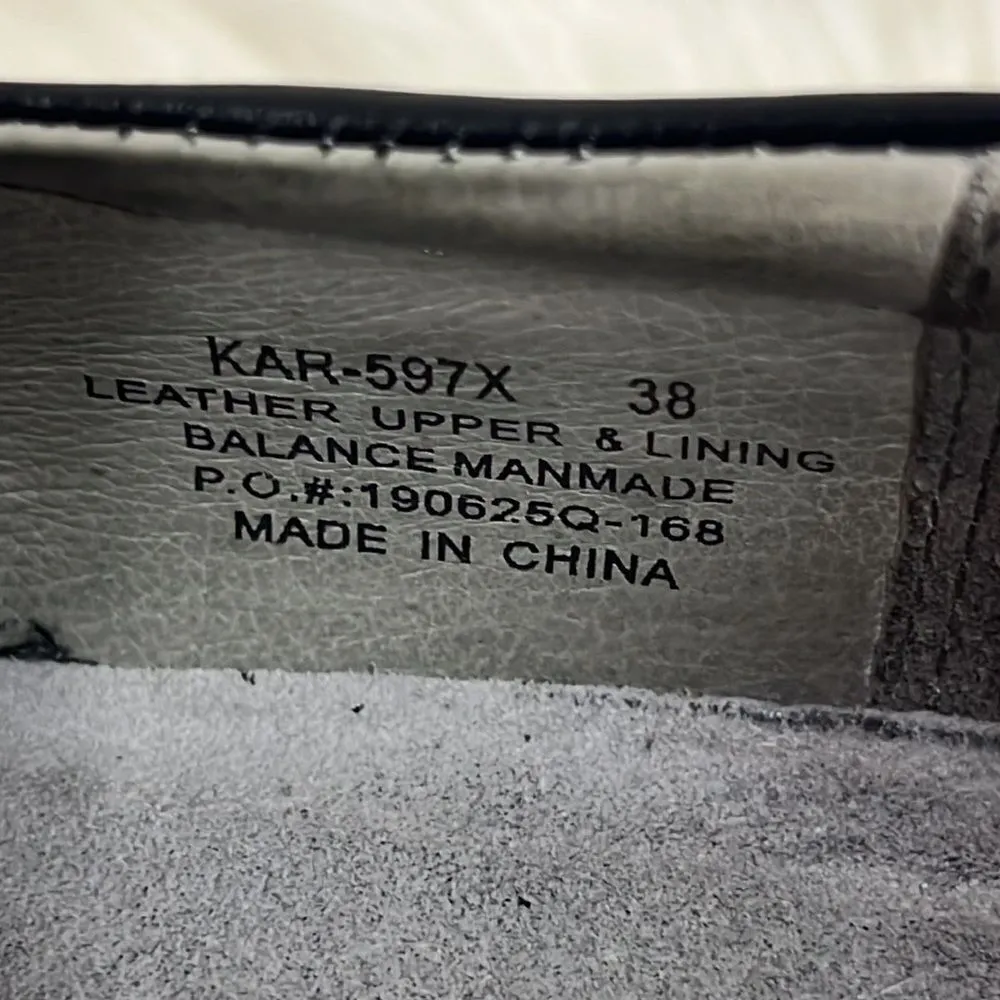 KAR-597X 38
LEATHER UPPER & LINING
BALANCE MANMADE
P.O.#:190625Q-168
MADE IN CHINA